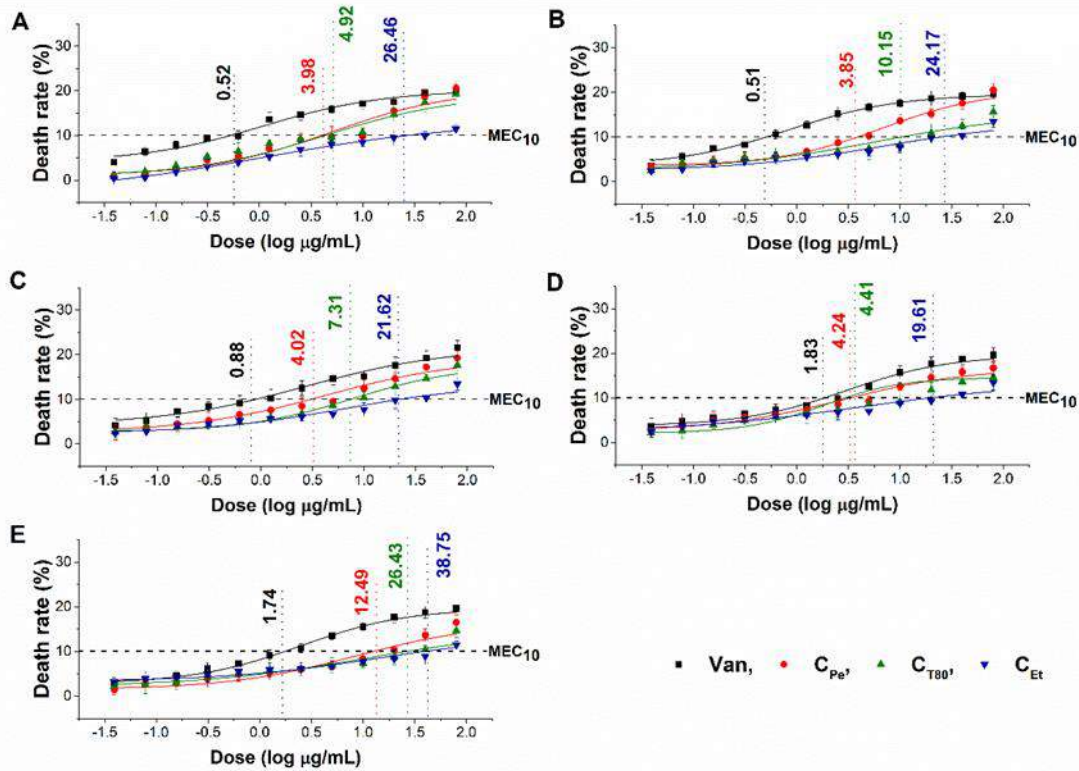 A
Death rate (%)
30
20
10
0
0.52
3.98
4.92
26.46
MEC10
-1.5 -1.0 -0.5 0.0 0.5 1.0 1.5 2.0
Dose (log μg/mL)
B
Death rate (%)
30
20
10
0
0.51
3.85
10.15
24.17
MEC10
-1.5 -1.0 -0.5 0.0 0.5 1.0 1.5 2.0
Dose (log μg/mL)
C
Death rate (%)
30
20
10
0
0.88
4.02
7.31
21.62
MEC10
-1.5 -1.0 -0.5 0.0 0.5 1.0 1.5 2.0
Dose (log μg/mL)
D
Death rate (%)
30
20
10
0
1.83
4.24
4.41
19.61
MEC10
-1.5 -1.0 -0.5 0.0 0.5 1.0 1.5 2.0
Dose (log μg/mL)
E
Death rate (%)
30
20
10
0
1.74
12.49
26.43
38.75
MEC10
-1.5 -1.0 -0.5 0.0 0.5 1.0 1.5 2.0
Dose (log μg/mL)
Van, CPe, CT80, CEt